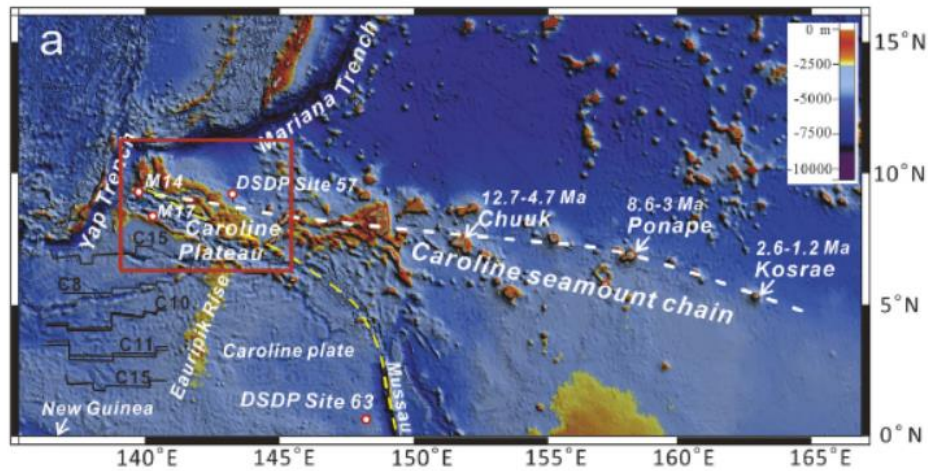 a
0 m
-2500
-5000
-7500
-10000
15°N
10°N
5°N
0°N
Mariana Trench
Yap Trench
M14
DSDP Site 57
M17
C15
Caroline
Plateau
12.7-4.7 Ma
Chuuk
8.6-3 Ma
Ponape
2.6-1.2 Ma
Kosrae
Caroline seamount chain
C8
C10
C11
C15
Eauripik Rise
Caroline plate
Mussau
New Guinea
DSDP Site 63
140°E
145°E
150°E
155°E
160°E
165°E